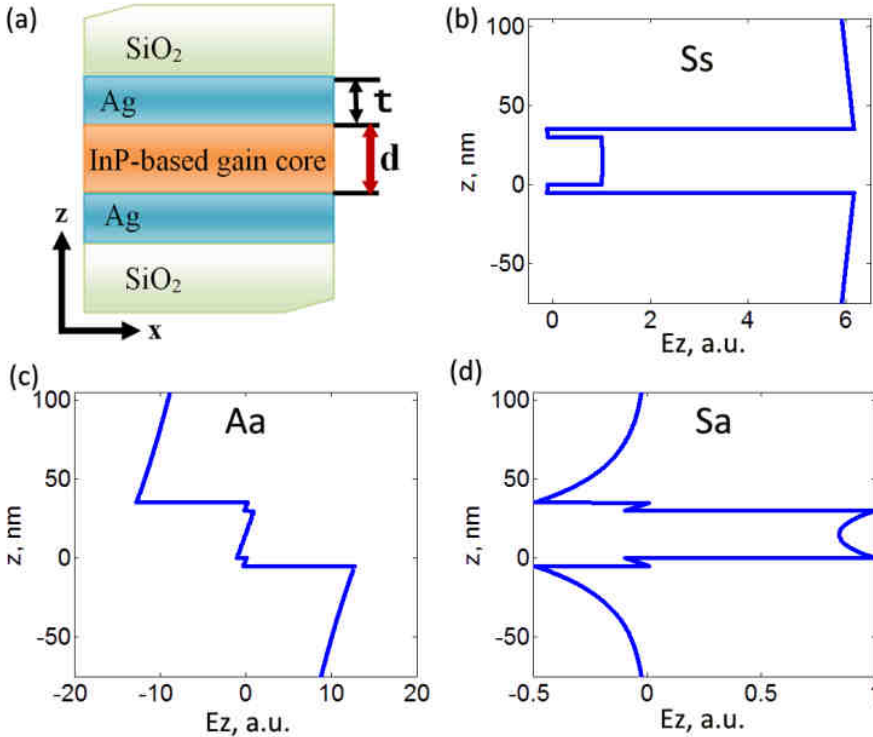 (a)
SiO2
Ag
t
InP-based gain core
d
Ag
z
SiO2
x
(b)
Ss
100
50
0
-50
z, nm
0
2
4
6
Ez, a.u.
(c)
Aa
100
50
0
-50
z, nm
-20
-10
0
10
20
Ez, a.u.
(d)
Sa
100
50
0
-50
z, nm
-0.5
0
0.5
1
Ez, a.u.